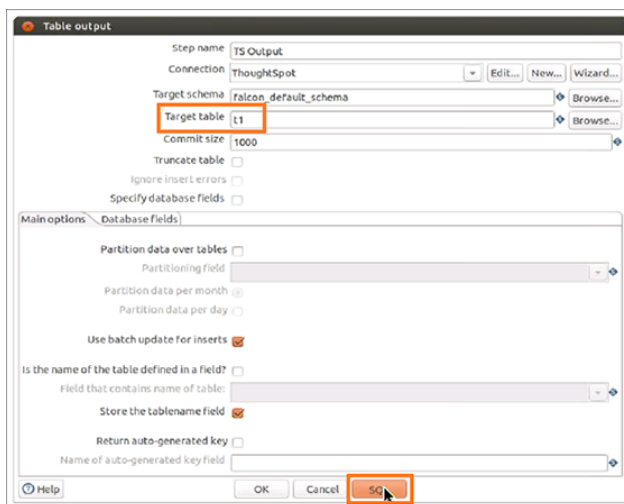 Table output
Step name TS Output
Connection ThoughtSpot Edit... New... Wizard...
Target schema falcon_default_schema Browse...
Target table t1 Browse...
Commit size 1000
Truncate table
Ignore insert errors
Specify database fields
Main options Database fields
Partition data over tables
Partitioning field
Partition data per month
Partition data per day
Use batch update for inserts
Is the name of the table defined in a field?
Field that contains name of table:
Store the tablename field
Return auto-generated key
Name of auto-generated key field
Help OK Cancel